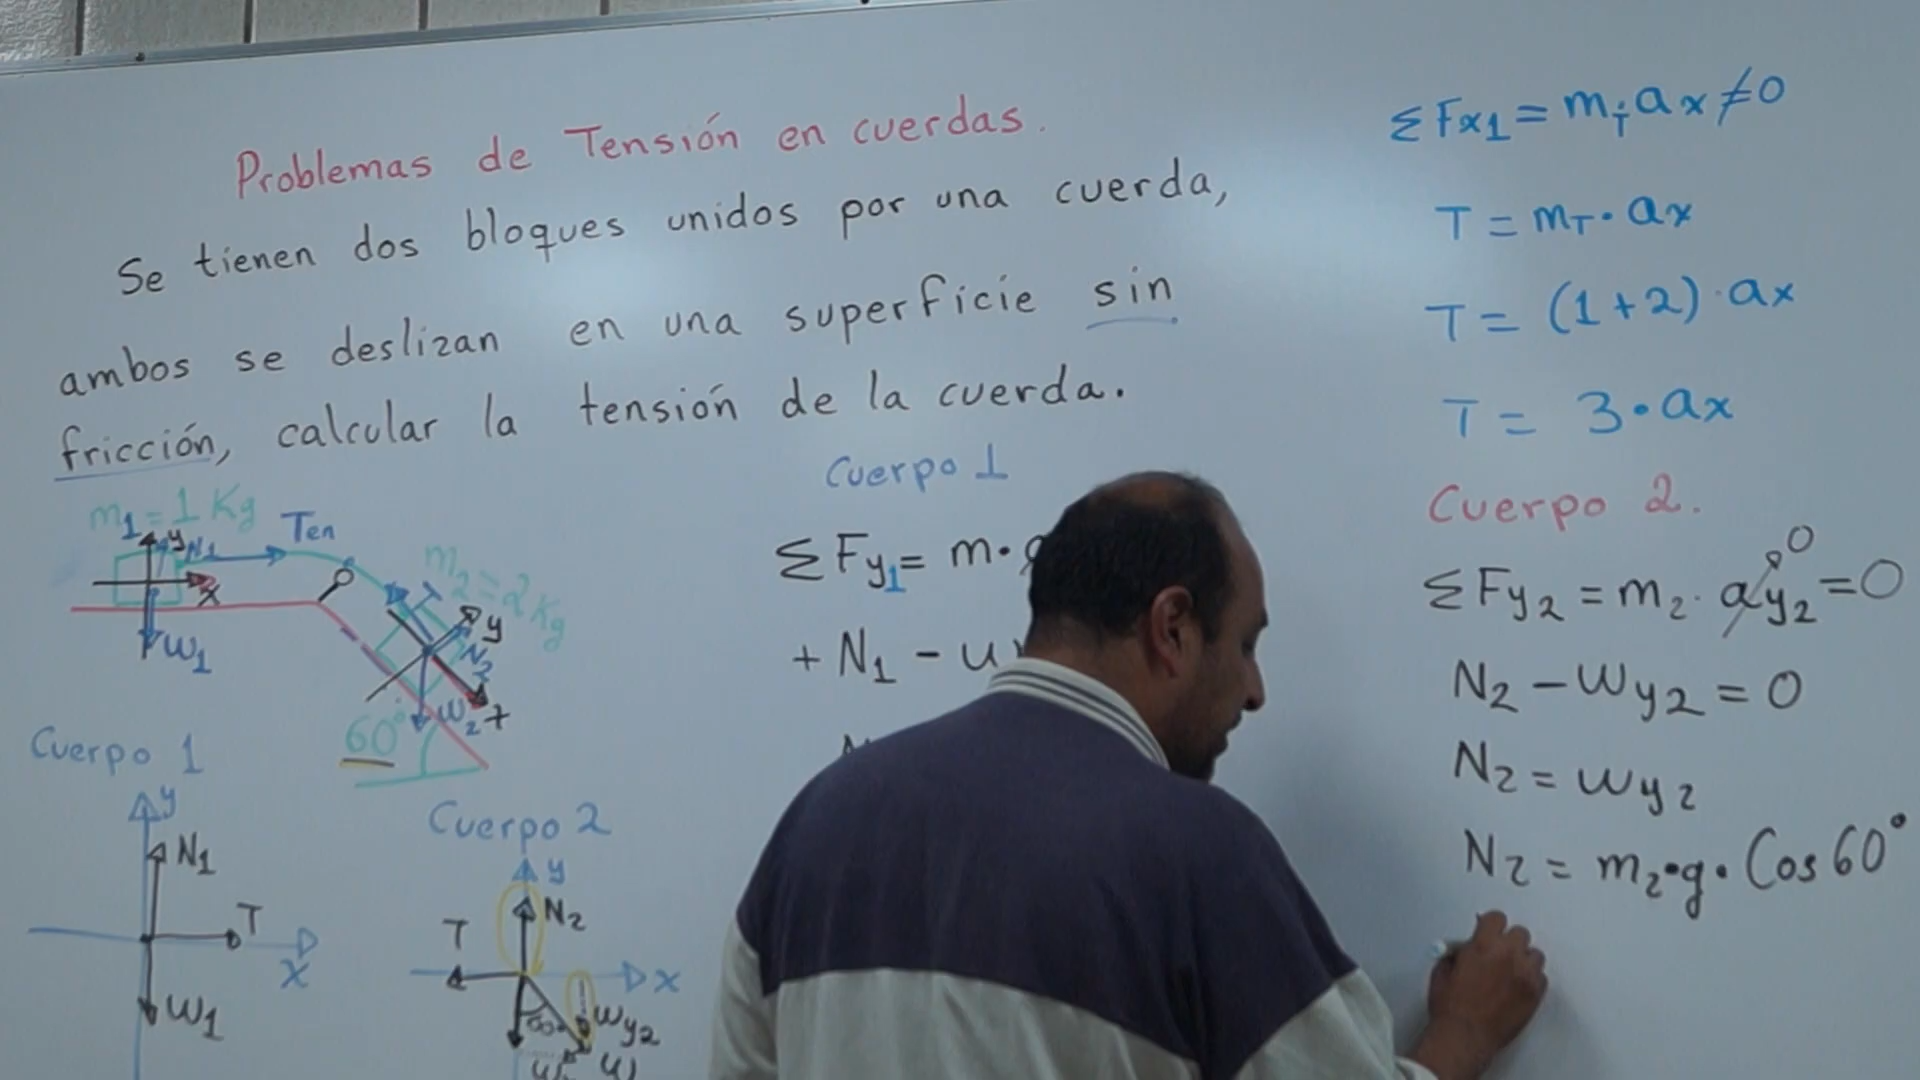 Problemas de Tensión en cuerdas.
Se tienen dos bloques unidos por una cuerda,
ambos se deslizan en una superficie sin
fricción, calcular la tensión de la cuerda.
m1 = 1 Kg
Ten
y
N1
x
W1
m2 = 2 Kg
T
y
N2
W2
x
60°
Cuerpo 1
y
N1
T
x
W1
Cuerpo 2
y
N2
T
x
Wy2
W
Cuerpo 1
ΣFy1 = m·
+ N1 -
ΣFx1 = mT ax ≠ 0
T = mT · ax
T = (1+2) · ax
T = 3 · ax
Cuerpo 2.
ΣFy2 = m2 · ay2 = 0
0
N2 - Wy2 = 0
N2 = Wy2
N2 = m2·g· Cos 60°